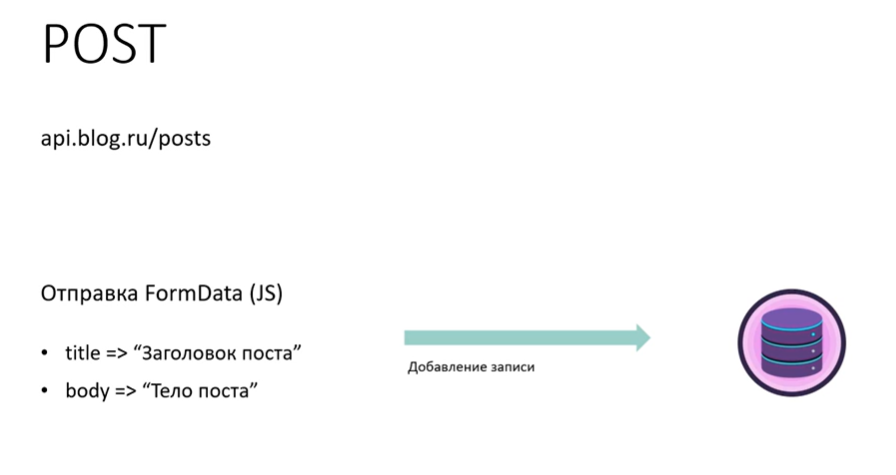 POST
api.blog.ru/posts
Отправка FormData (JS)
• title => “Заголовок поста”
Добавление записи
• body => “Тело поста”